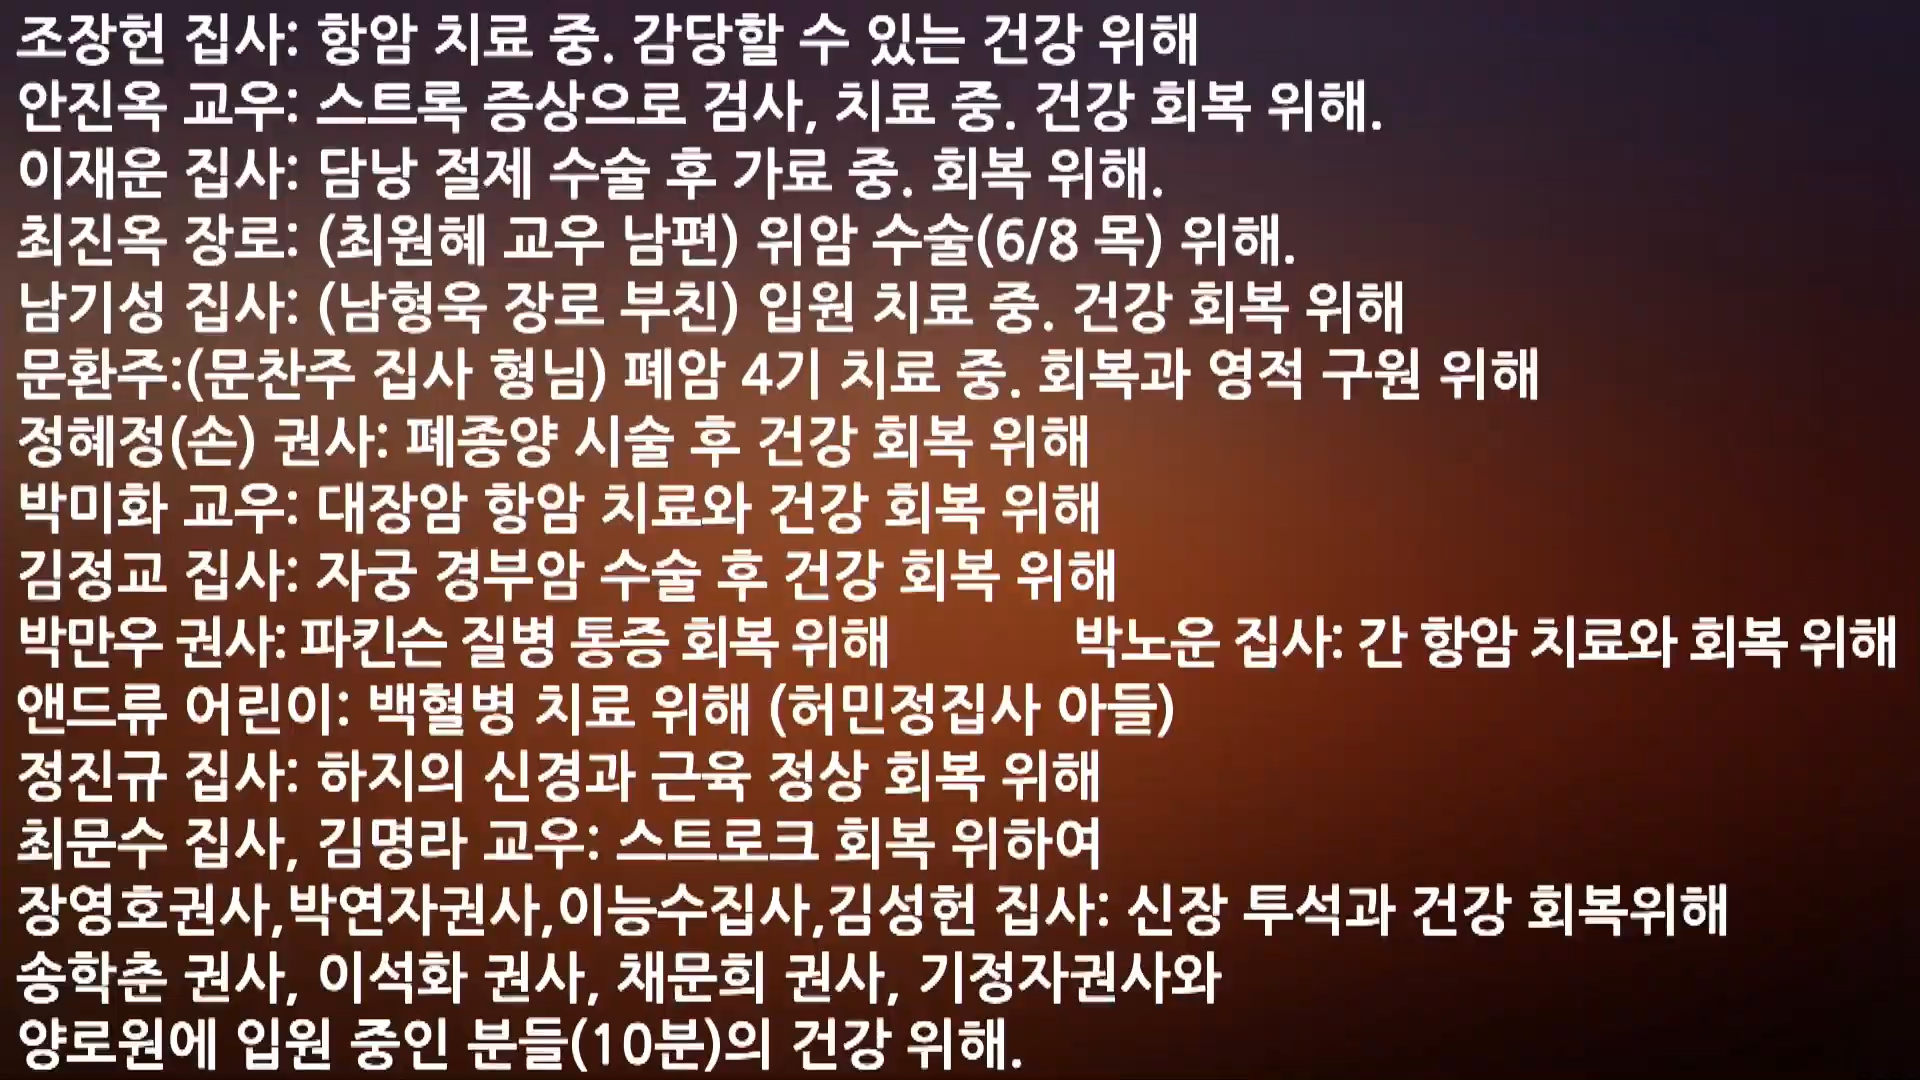 조장헌 집사: 항암 치료 중. 감당할 수 있는 건강 위해
안진옥 교우: 스트록 증상으로 검사, 치료 중. 건강 회복 위해.
이재운 집사: 담낭 절제 수술 후 가료 중. 회복 위해.
최진옥 장로: (최원혜 교우 남편) 위암 수술(6/8 목) 위해.
남기성 집사: (남형욱 장로 부친) 입원 치료 중. 건강 회복 위해
문환주:(문찬주 집사 형님) 폐암 4기 치료 중. 회복과 영적 구원 위해
정혜정(손) 권사: 폐종양 시술 후 건강 회복 위해
박미화 교우: 대장암 항암 치료와 건강 회복 위해
김정교 집사: 자궁 경부암 수술 후 건강 회복 위해
박만우 권사: 파킨슨 질병 통증 회복 위해 박노운 집사: 간 항암 치료와 회복 위해
앤드류 어린이: 백혈병 치료 위해 (허민정집사 아들)
정진규 집사: 하지의 신경과 근육 정상 회복 위해
최문수 집사, 김명라 교우: 스트로크 회복 위하여
장영호권사,박연자권사,이능수집사,김성헌 집사: 신장 투석과 건강 회복위해
송학춘 권사, 이석화 권사, 채문희 권사, 기정자권사와
양로원에 입원 중인 분들(10분)의 건강 위해.